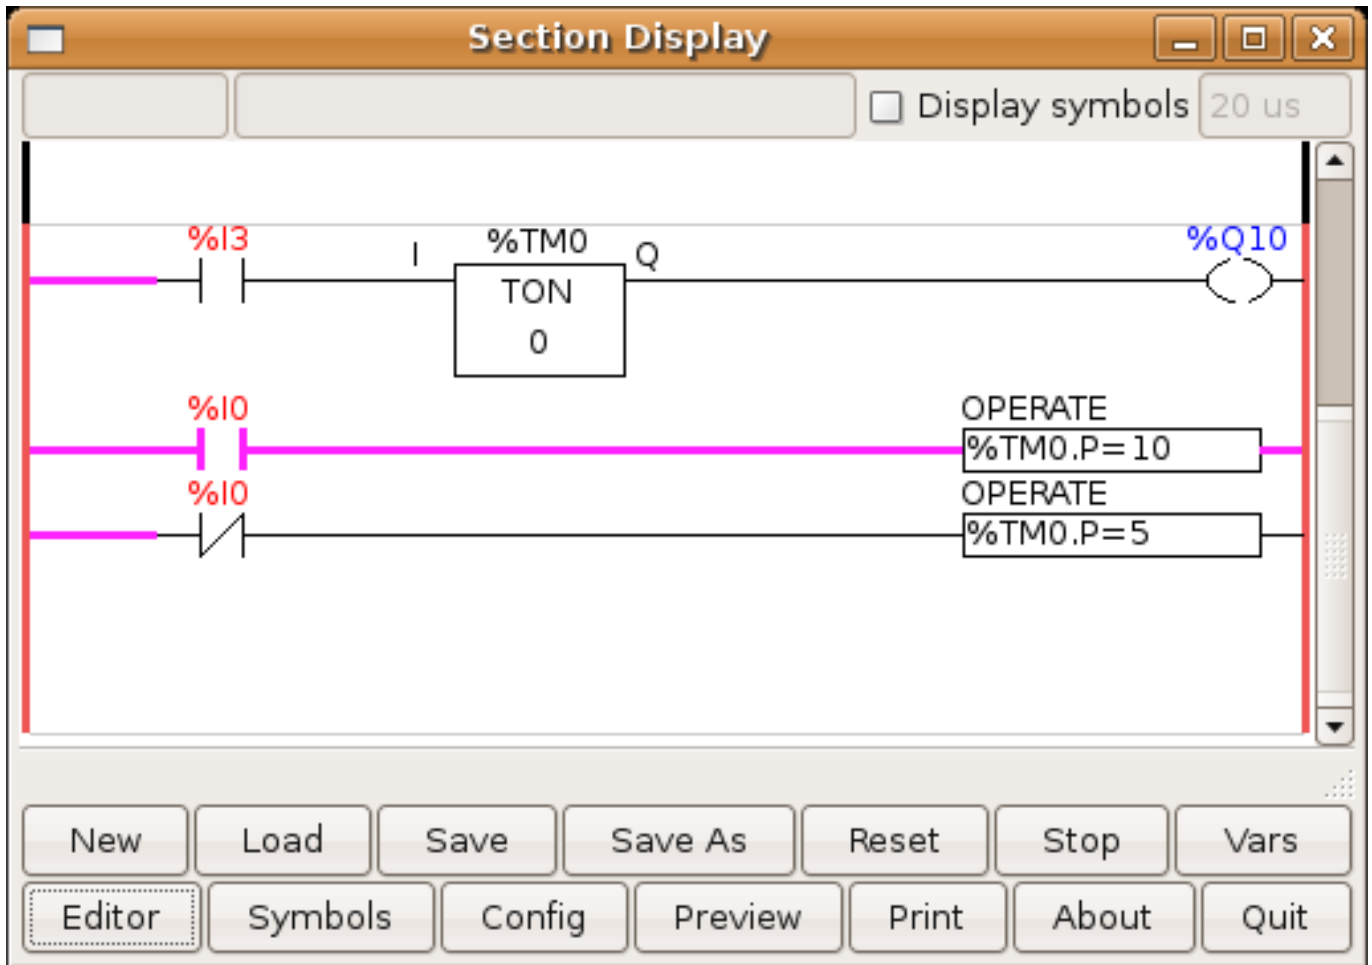 Section Display
Display symbols 20 us
%I3 I %TM0 Q %Q10
TON
0
%I0 OPERATE
%TM0.P=10
%I0 OPERATE
%TM0.P=5
New Load Save Save As Reset Stop Vars
Editor Symbols Config Preview Print About Quit